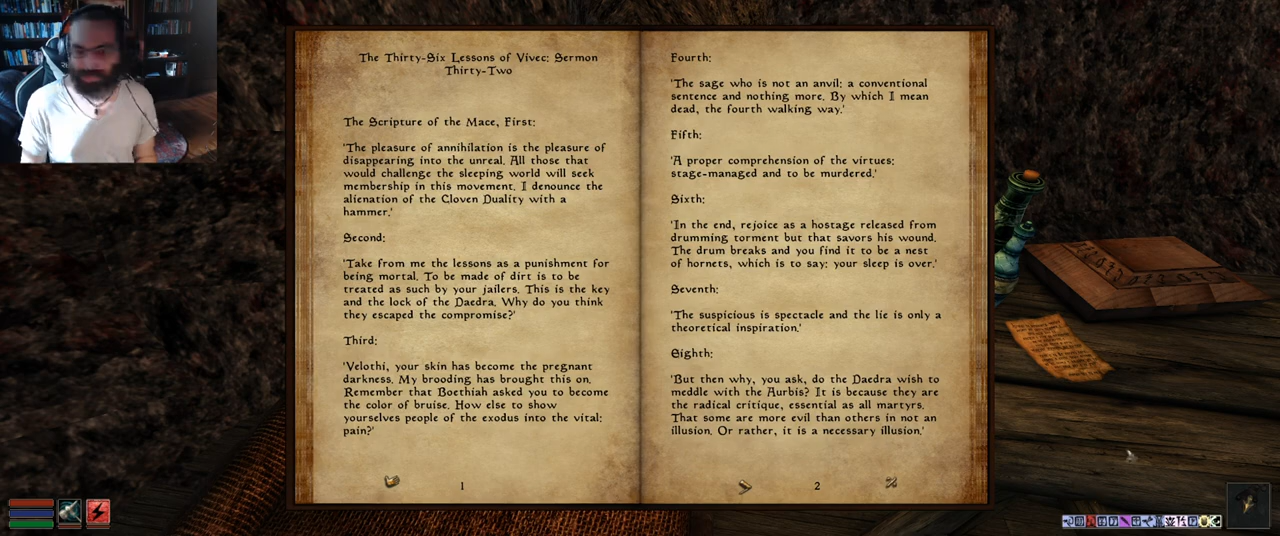 The Thirty-Six Lessons of Vivec: Sermon
Thirty-Two
The Scripture of the Mace, First:
'The pleasure of annihilation is the pleasure of
disappearing into the unreal. All those that
would challenge the sleeping world will seek
membership in this movement. I denounce the
alienation of the Cloven Duality with a
hammer.'
Second:
'Take from me the lessons as a punishment for
being mortal. To be made of dirt is to be
treated as such by your jailers. This is the key
and the lock of the Daedra. Why do you think
they escaped the compromise?'
Third:
'Velothi, your skin has become the pregnant
darkness. My brooding has brought this on.
Remember that Boethiah asked you to become
the color of bruise. How else to show
yourselves people of the exodus into the vital:
pain?'
1
Fourth:
'The sage who is not an anvil: a conventional
sentence and nothing more. By which I mean
dead, the fourth walking way.'
Fifth:
'A proper comprehension of the virtues:
stage-managed and to be murdered.'
Sixth:
'In the end, rejoice as a hostage released from
drumming torment but that savors his wound.
The drum breaks and you find it to be a nest
of hornets, which is to say: your sleep is over.'
Seventh:
'The suspicious is spectacle and the lie is only a
theoretical inspiration.'
Eighth:
'But then why, you ask, do the Daedra wish to
meddle with the Aurbis? It is because they are
the radical critique, essential as all martyrs.
That some are more evil than others in not an
illusion. Or rather, it is a necessary illusion.'
2